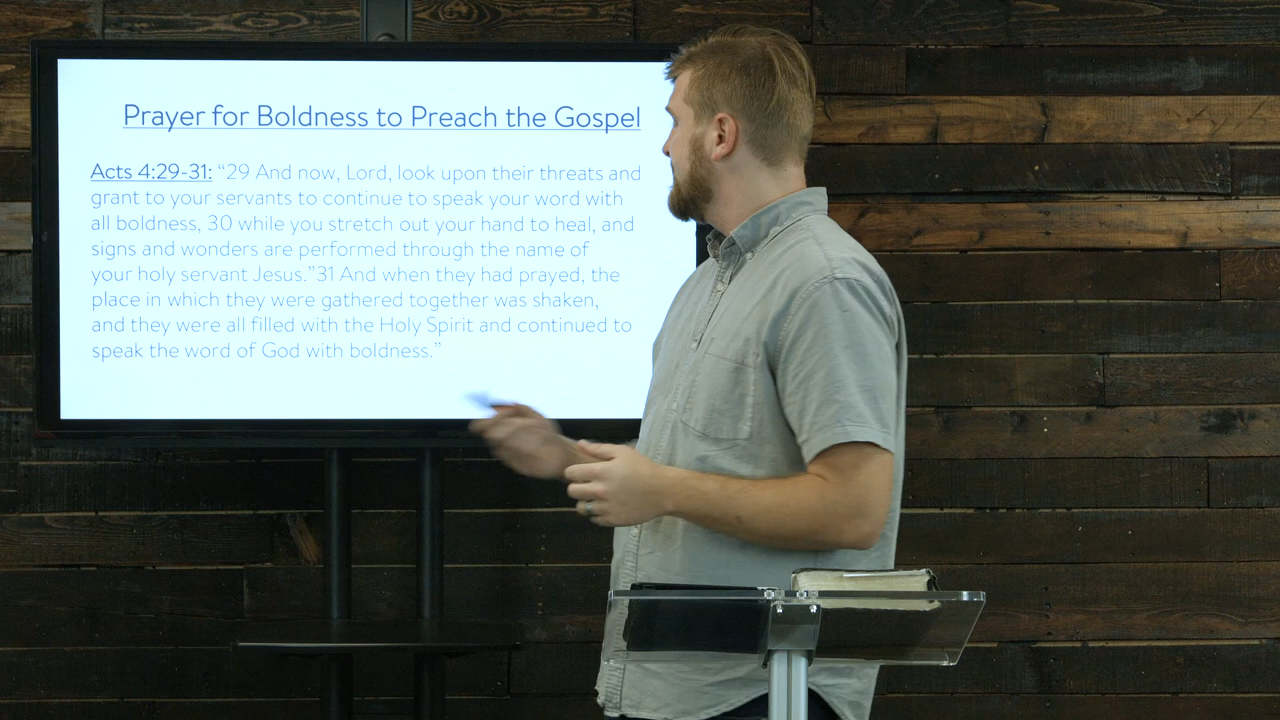 Prayer for Boldness to Preach the Gospel
Acts 4:29-31: “29 And now, Lord, look upon their threats and
grant to your servants to continue to speak your word with
all boldness, 30 while you stretch out your hand to heal, and
signs and wonders are performed through the name of
your holy servant Jesus.”31 And when they had prayed, the
place in which they were gathered together was shaken,
and they were all filled with the Holy Spirit and continued to
speak the word of God with boldness.”